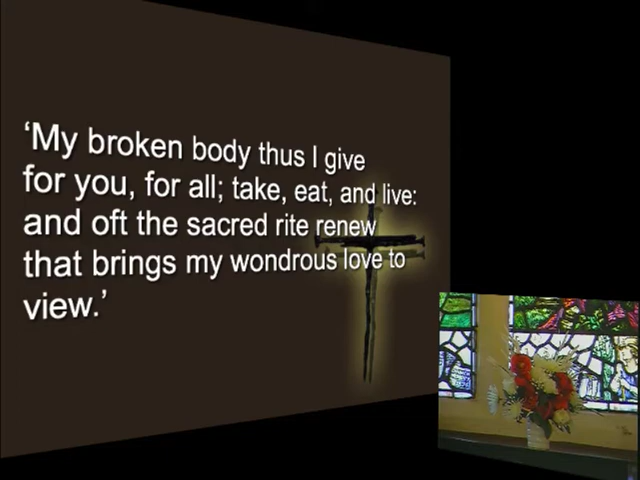 ‘My broken body thus I give
for you, for all; take, eat, and live:
and oft the sacred rite renew
that brings my wondrous love to
view.’